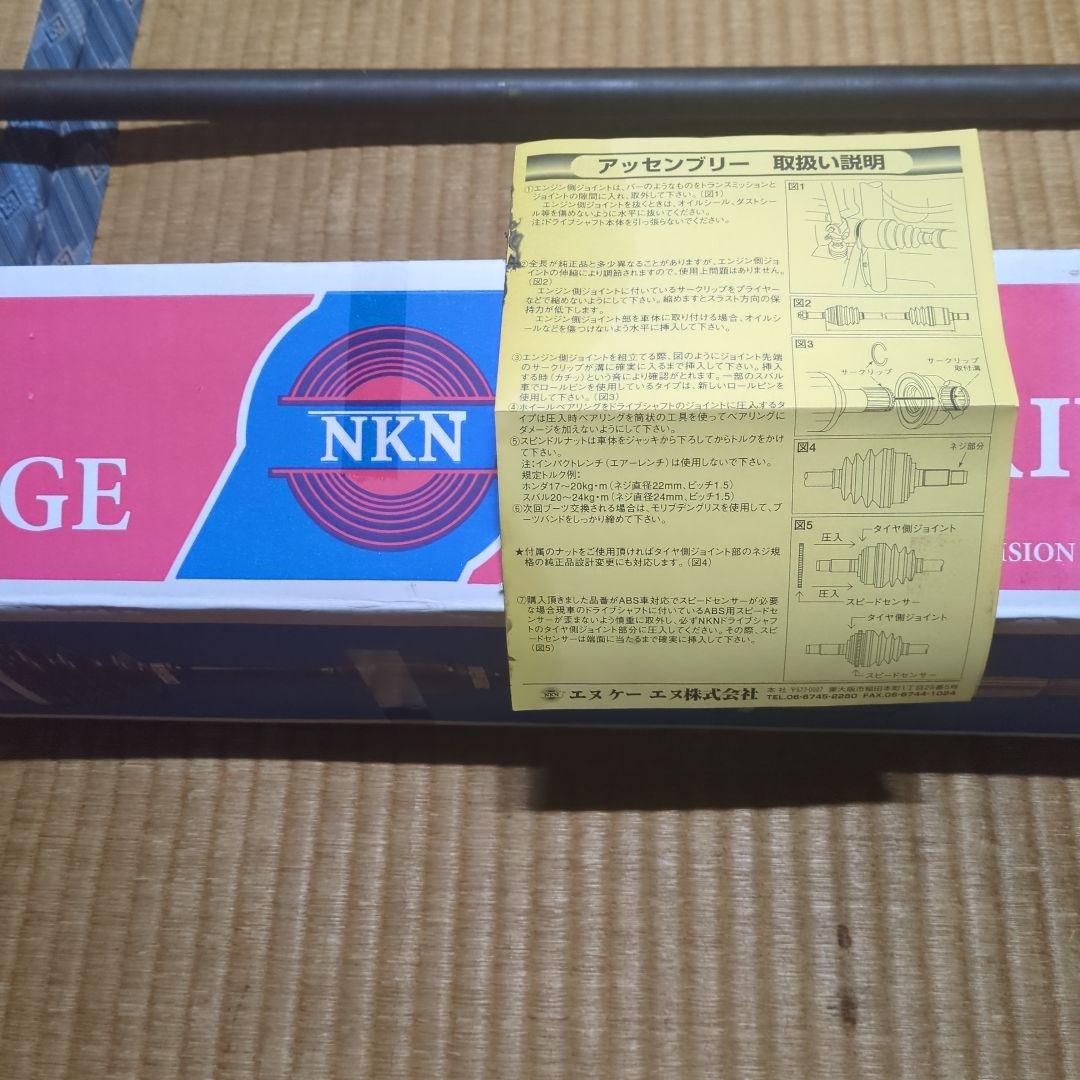 アッセンブリー 取扱い説明
①エンジン側ジョイントは、バーのようなものをトランスミッションと
ジョイントの隙間に入れ、取外して下さい。(図1)
エンジン側ジョイントを抜くときは、オイルシール、ダストシー
ル等を傷めないように水平に抜いてください。
注:ドライブシャフト本体を引っ張らないでください。
②全長が純正品と多少異なることがありますが、エンジン側ジョ
イントの伸縮により調節されますので、使用上問題はありません。
(図2)
エンジン側ジョイントに付いているサークリップをプライヤー
などで縮めないようにして下さい。縮めますとスラスト方向の保
持力が低下します。
エンジン側ジョイント部を車体に取り付ける場合、オイルシ
ールなどを傷つけないよう水平に挿入して下さい。
③エンジン側ジョイントを組立てる際、図のようにジョイント先端
のサークリップが溝に確実に入るまで挿入して下さい。挿入
する時(カチッ)という音により確認がとれます。一部のスバル
車でロールピンを使用しているタイプは、新しいロールピンを
使用して下さい。(図3)
④ホイールベアリングをドライブシャフトのジョイントに圧入するタ
イプは圧入時ベアリングを筒状の工具を使ってベアリングに
ダメージを加えないようにして下さい。
⑤スピンドルナットは車体をジャッキから下ろしてからトルクをかけ
て下さい。
注:インパクトレンチ(エアーレンチ)は使用しないで下さい。
規定トルク例:
ホンダ17〜20kg・m(ネジ直径22mm、ピッチ1.5)
スバル20〜24kg・m(ネジ直径24mm、ピッチ1.5)
⑥次回ブーツ交換される場合は、モリブデングリスを使用して、ブ
ーツバンドをしっかり締めて下さい。
★付属のナットをご使用頂ければタイヤ側ジョイント部のネジ規
格の純正品設計変更にも対応します。(図4)
⑦購入頂きました品番がABS車対応でスピードセンサーが必要
な場合現車のドライブシャフトに付いているABS用スピードセ
ンサーが歪まないよう慎重に取外し、必ずNKNドライブシャフ
トのタイヤ側ジョイント部分に圧入してください。その際、スピ
ードセンサーは端面に当たるまで確実に挿入して下さい。
(図5)
図1
図2
図3
サークリップ
サークリップ
取付溝
図4
ネジ部分
図5
タイヤ側ジョイント
圧入
圧入
スピードセンサー
タイヤ側ジョイント
スピードセンサー
NKN エヌ ケー エヌ株式会社
本社 〒577-0007 東大阪市稲田本町1丁目25番5号
TEL.06-6745-2280 FAX.06-6744-1024
GE
NKN
ISION